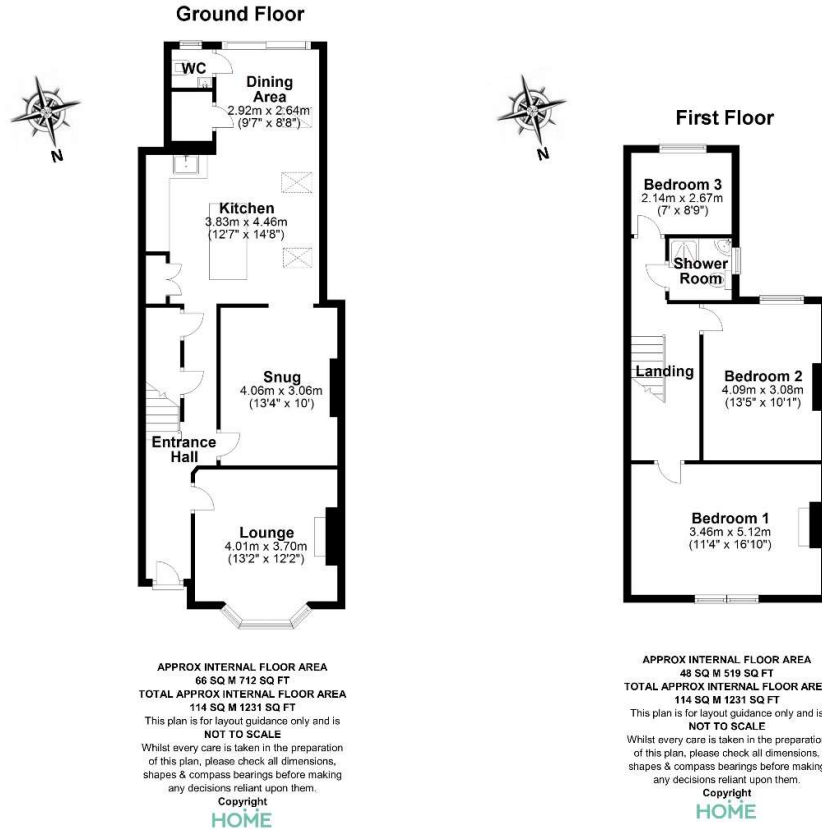 Ground Floor
WC
Dining
Area
2.92m x 2.64m
(9'7" x 8'8")
N
Kitchen
3.83m x 4.46m
(12'7" x 14'8")
Snug
4.06m x 3.06m
(13'4" x 10')
Entrance
Hall
Lounge
4.01m x 3.70m
(13'2" x 12'2")
APPROX INTERNAL FLOOR AREA
66 SQ M 712 SQ FT
TOTAL APPROX INTERNAL FLOOR AREA
114 SQ M 1231 SQ FT
This plan is for layout guidance only and is
NOT TO SCALE
Whilst every care is taken in the preparation
of this plan, please check all dimensions,
shapes & compass bearings before making
any decisions reliant upon them.
Copyright
HOME
N
First Floor
Bedroom 3
2.14m x 2.67m
(7' x 8'9")
Shower
Room
Landing
Bedroom 2
4.09m x 3.08m
(13'5" x 10'1")
Bedroom 1
3.46m x 5.12m
(11'4" x 16'10")
APPROX INTERNAL FLOOR AREA
48 SQ M 519 SQ FT
TOTAL APPROX INTERNAL FLOOR ARE
114 SQ M 1231 SQ FT
This plan is for layout guidance only and is
NOT TO SCALE
Whilst every care is taken in the preparation
of this plan, please check all dimensions,
shapes & compass bearings before making
any decisions reliant upon them.
Copyright
HOME